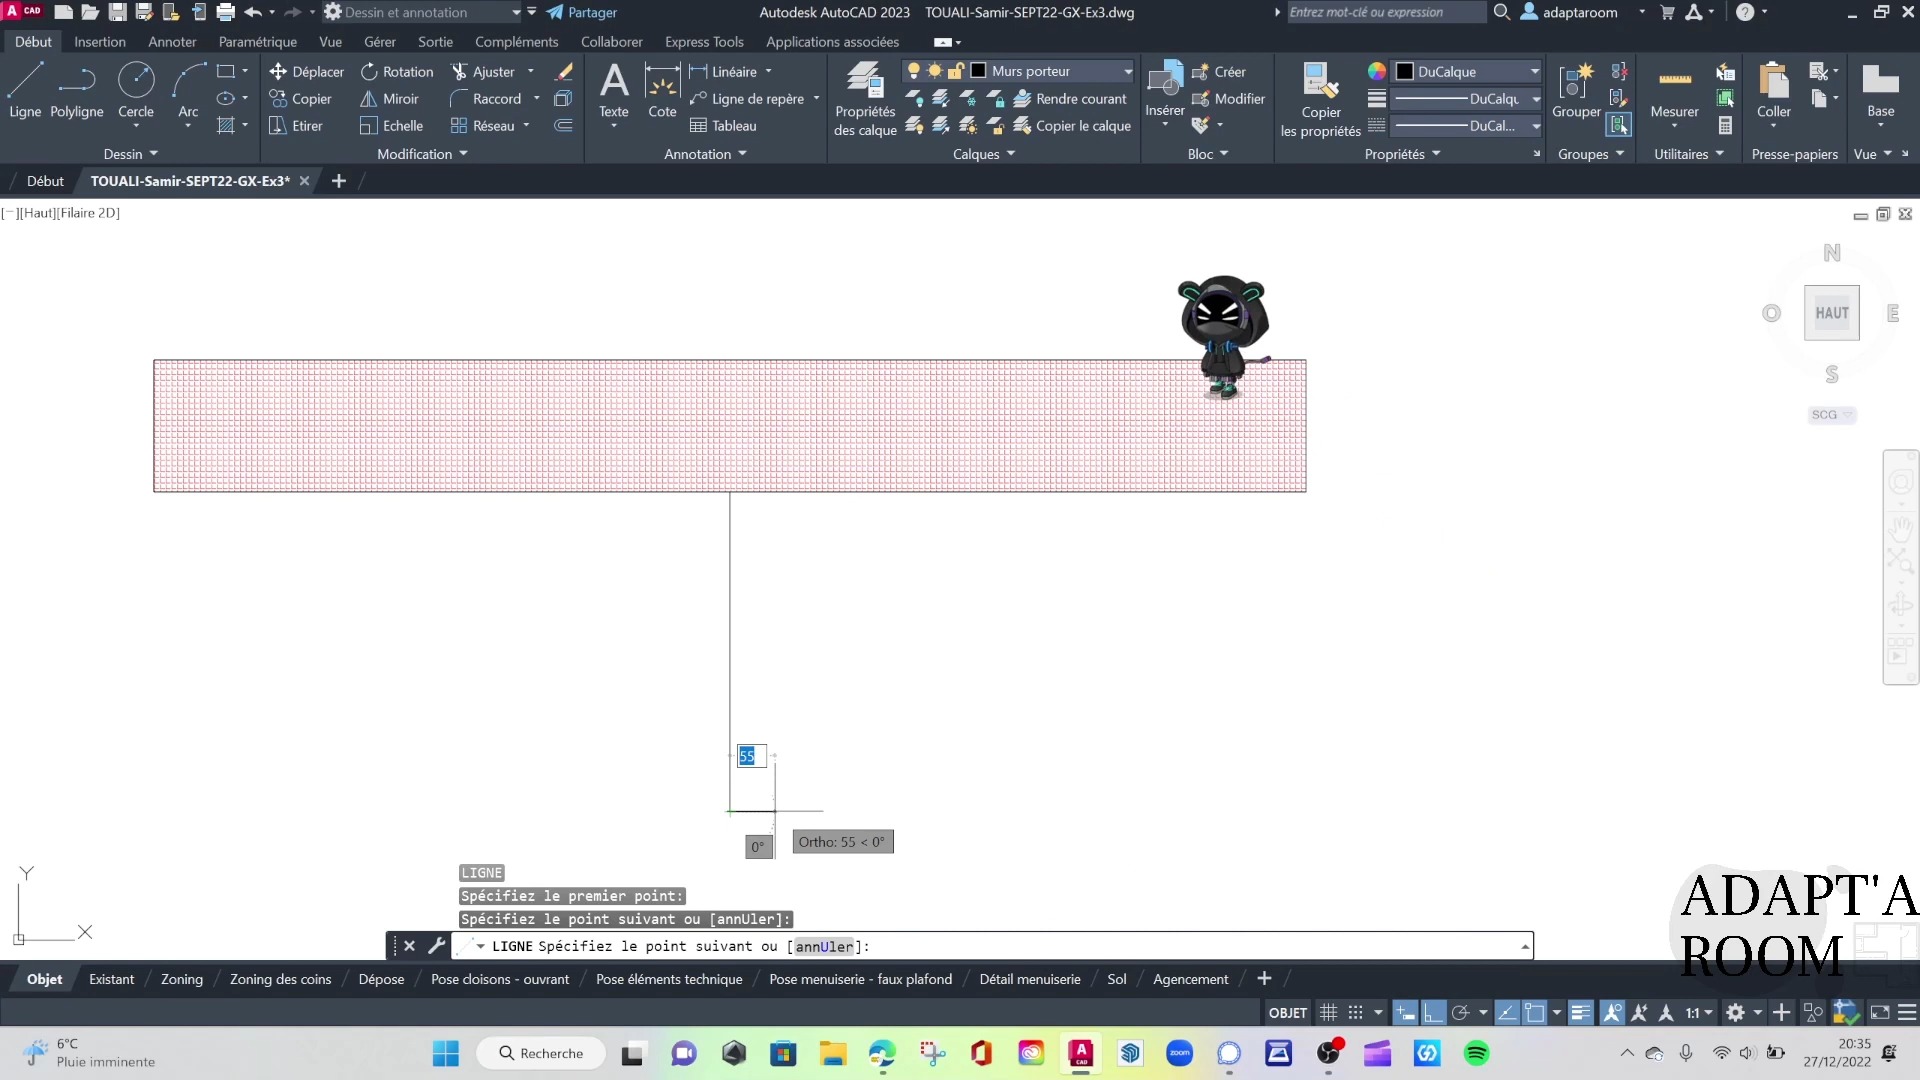 CAD
Dessin et annotation
Partager
Autodesk AutoCAD 2023 TOUALI-Samir-SEPT22-GX-Ex3.dwg
Entrez mot-clé ou expression
adaptaroom
Début Insertion Annoter Paramétrique Vue Gérer Sortie Compléments Collaborer Express Tools Applications associées
Déplacer Rotation Ajuster
Linéaire
Murs porteur
Créer
DuCalque
Ligne Polyligne Cercle Arc
Copier Miroir Raccord
Texte Cote
Ligne de repère
Propriétés
des calque
Rendre courant
Insérer
Modifier
Copier
les propriétés
DuCalqu
Grouper
Mesurer
Coller
Base
Etirer Echelle Réseau
Tableau
Copier le calque
DuCal...
Dessin Modification Annotation Calques Bloc Propriétés Groupes Utilitaires Presse-papiers Vue
Début TOUALI-Samir-SEPT22-GX-Ex3*
[−][Haut][Filaire 2D]
N
O HAUT E
S
SCG
55
0°
Ortho: 55 < 0°
Y
X
LIGNE
Spécifiez le premier point:
Spécifiez le point suivant ou [annUler]:
LIGNE Spécifiez le point suivant ou [annUler]:
ADAPT'A
ROOM
Objet Existant Zoning Zoning des coins Dépose Pose cloisons - ouvrant Pose éléments technique Pose menuiserie - faux plafond Détail menuiserie Sol Agencement
OBJET
1:1
6°C
Pluie imminente
Recherche
zoom
CAD
20:35
27/12/2022